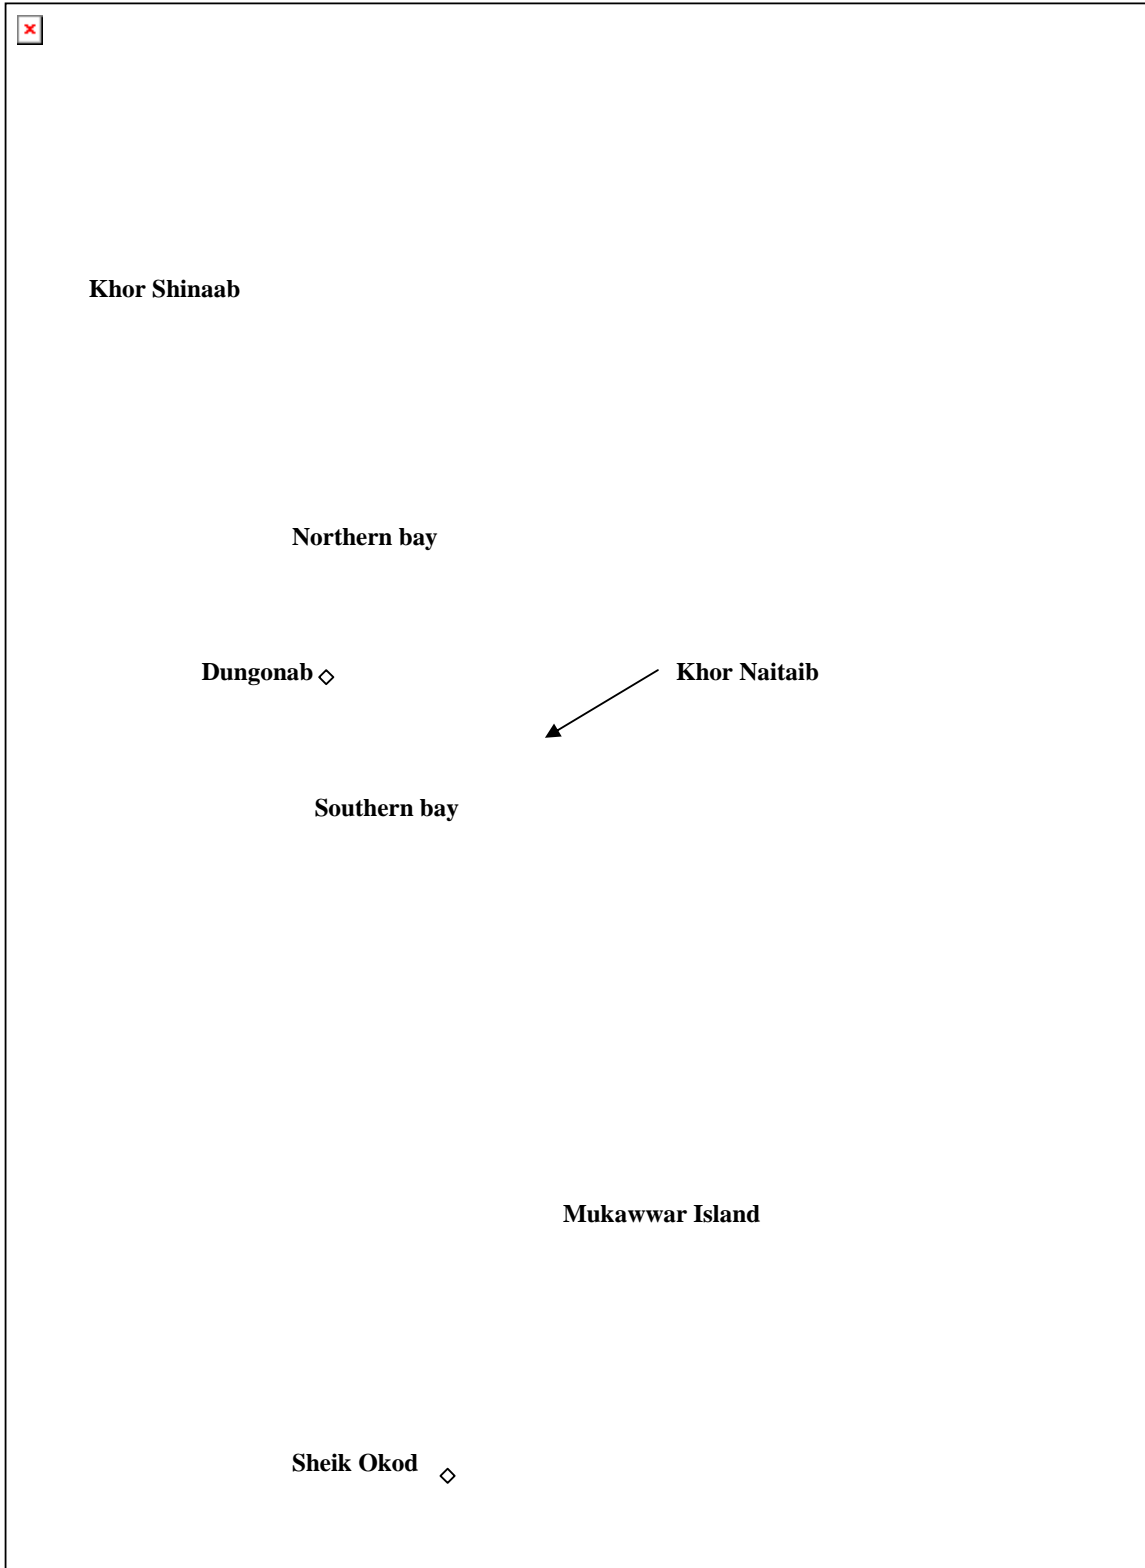 Khor Shinaab
Northern bay
Dungonab
Khor Naitaib
Southern bay
Mukawwar Island
Sheik Okod